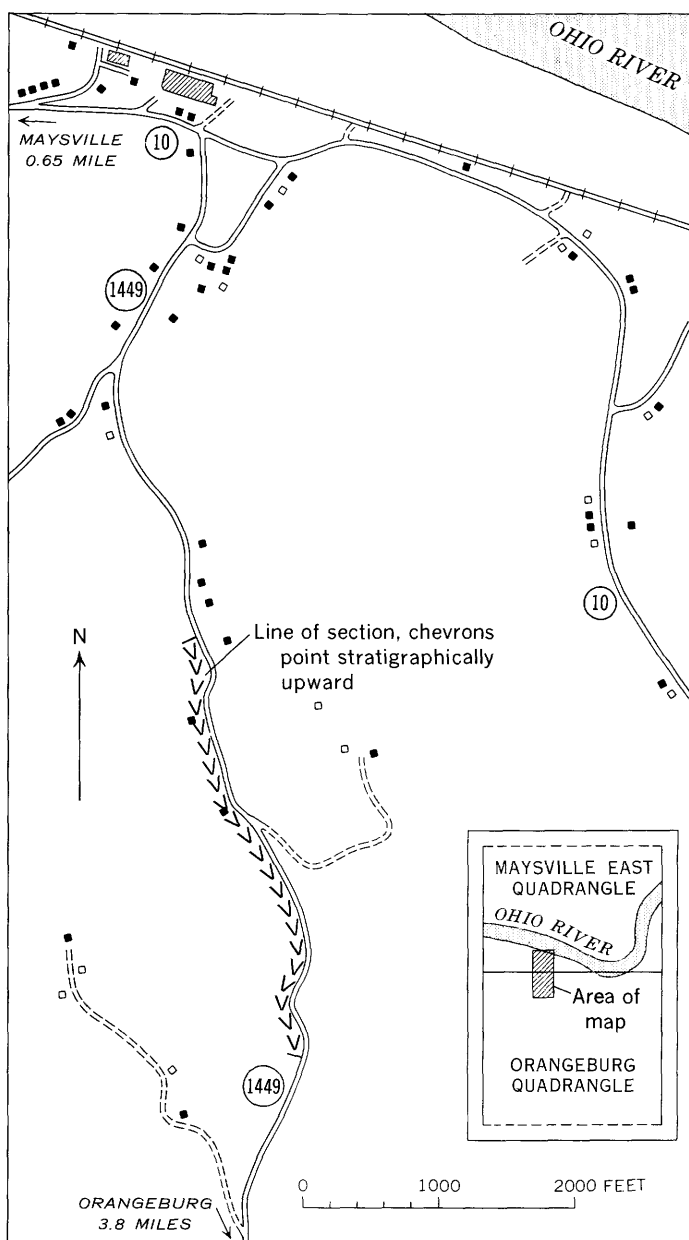 OHIO RIVER
MAYSVILLE
0.65 MILE
10
1449
10
N
Line of section, chevrons
point stratigraphically
upward
MAYSVILLE EAST
QUADRANGLE
OHIO RIVER
Area of
map
ORANGEBURG
QUADRANGLE
1449
0 1000 2000 FEET
ORANGEBURG
3.8 MILES